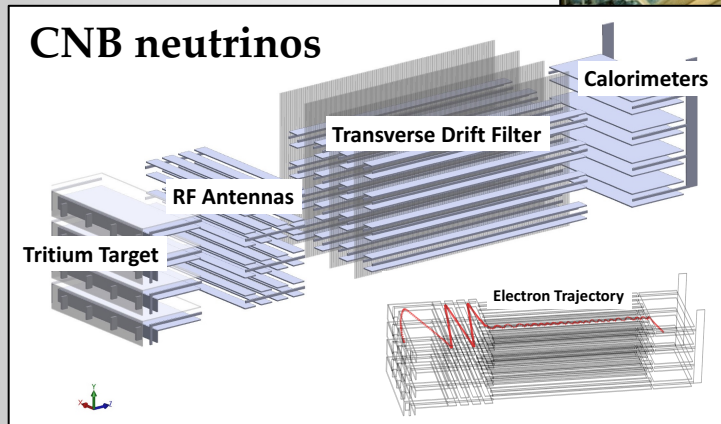 CNB neutrinos
Calorimeters
Transverse Drift Filter
RF Antennas
Tritium Target
Electron Trajectory
Y
X
Z